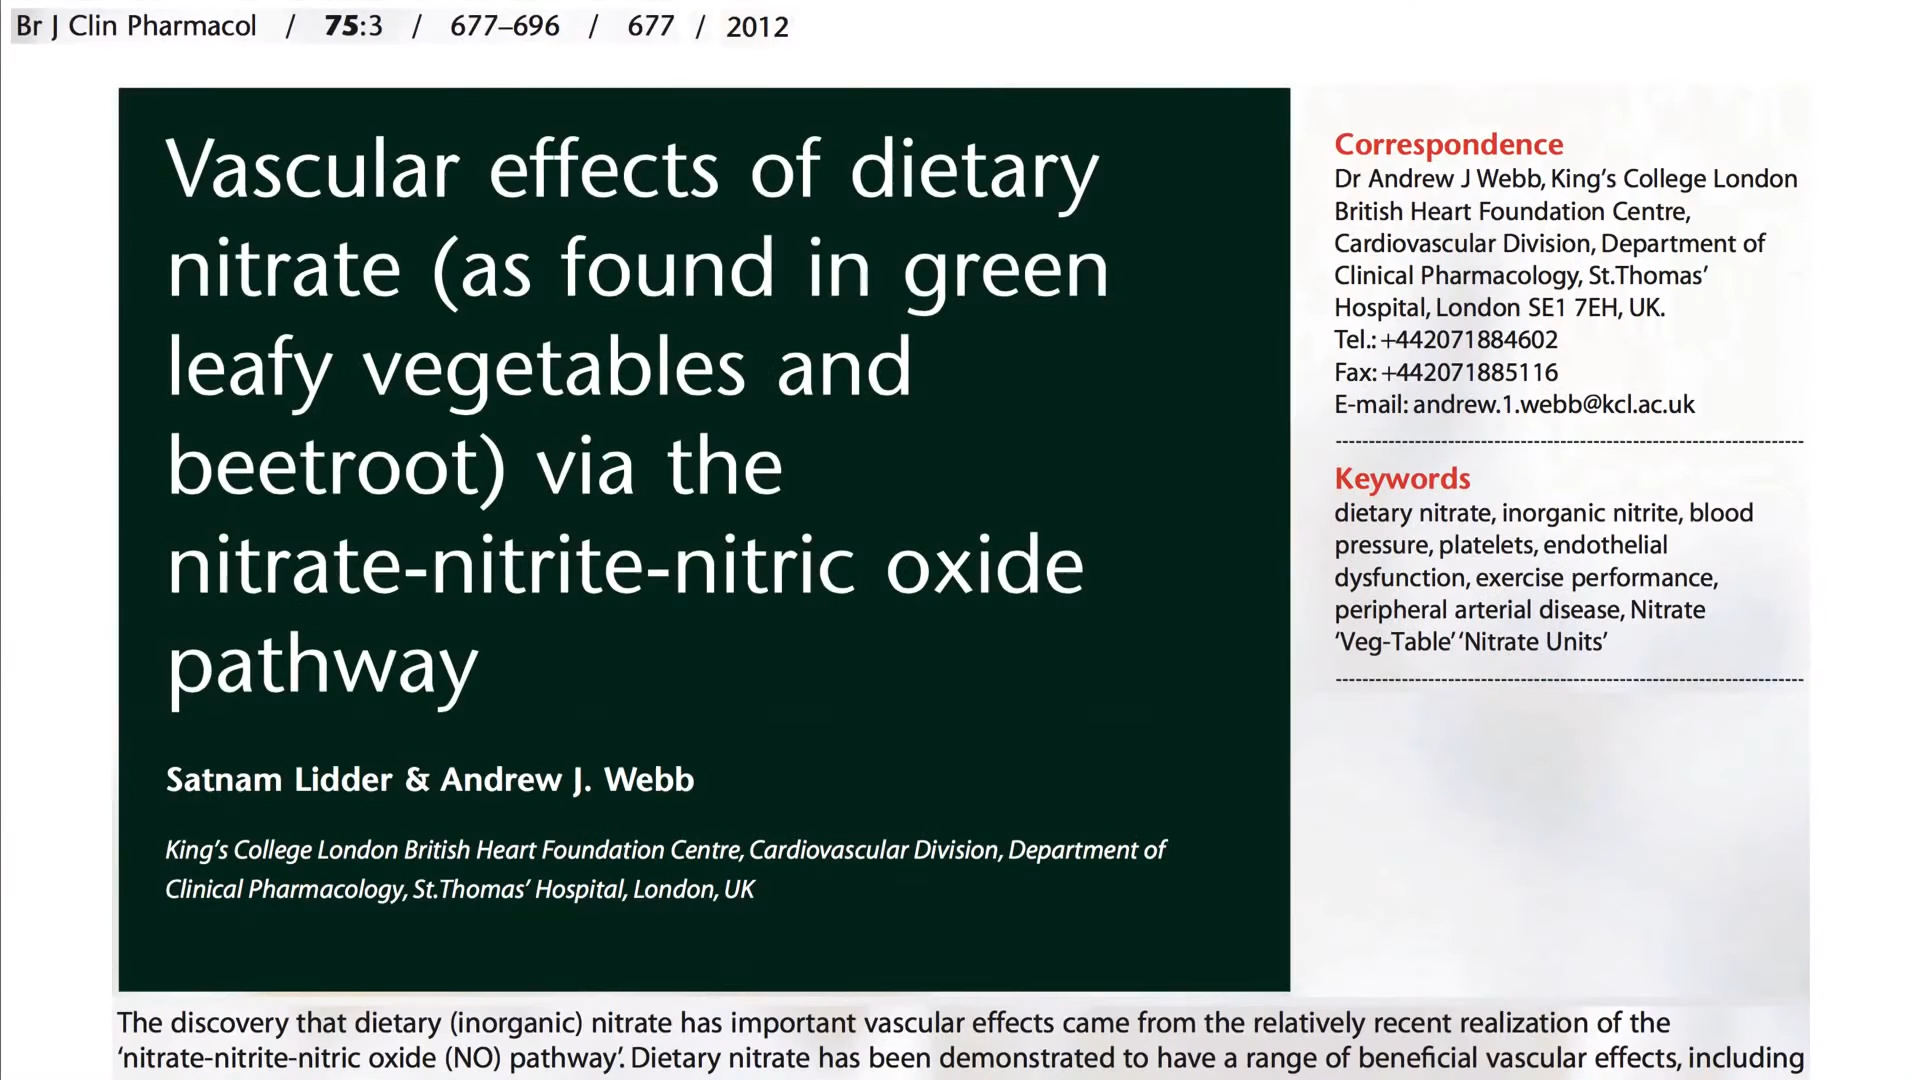 Br J Clin Pharmacol / 75:3 / 677–696 / 677 / 2012
Vascular effects of dietary
nitrate (as found in green
leafy vegetables and
beetroot) via the
nitrate-nitrite-nitric oxide
pathway
Satnam Lidder & Andrew J. Webb
King’s College London British Heart Foundation Centre, Cardiovascular Division, Department of
Clinical Pharmacology, St.Thomas’ Hospital, London, UK
Correspondence
Dr Andrew J Webb, King’s College London
British Heart Foundation Centre,
Cardiovascular Division, Department of
Clinical Pharmacology, St.Thomas’
Hospital, London SE1 7EH, UK.
Tel.: +442071884602
Fax: +442071885116
E-mail: andrew.1.webb@kcl.ac.uk
Keywords
dietary nitrate, inorganic nitrite, blood
pressure, platelets, endothelial
dysfunction, exercise performance,
peripheral arterial disease, Nitrate
‘Veg-Table’ ‘Nitrate Units’
The discovery that dietary (inorganic) nitrate has important vascular effects came from the relatively recent realization of the
‘nitrate-nitrite-nitric oxide (NO) pathway’. Dietary nitrate has been demonstrated to have a range of beneficial vascular effects, including